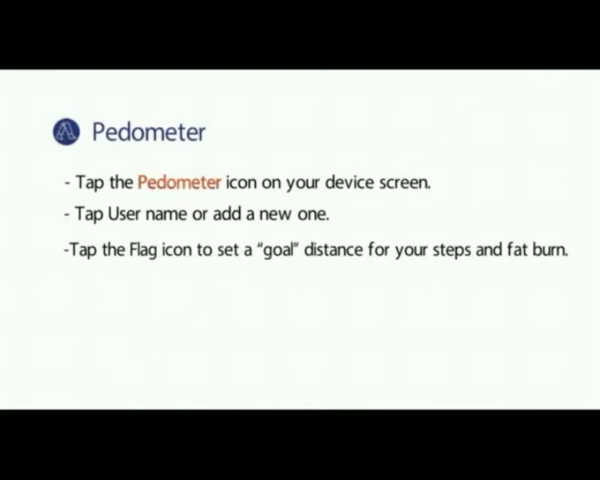 Pedometer
- Tap the Pedometer icon on your device screen.
- Tap User name or add a new one.
-Tap the Flag icon to set a “goal” distance for your steps and fat burn.